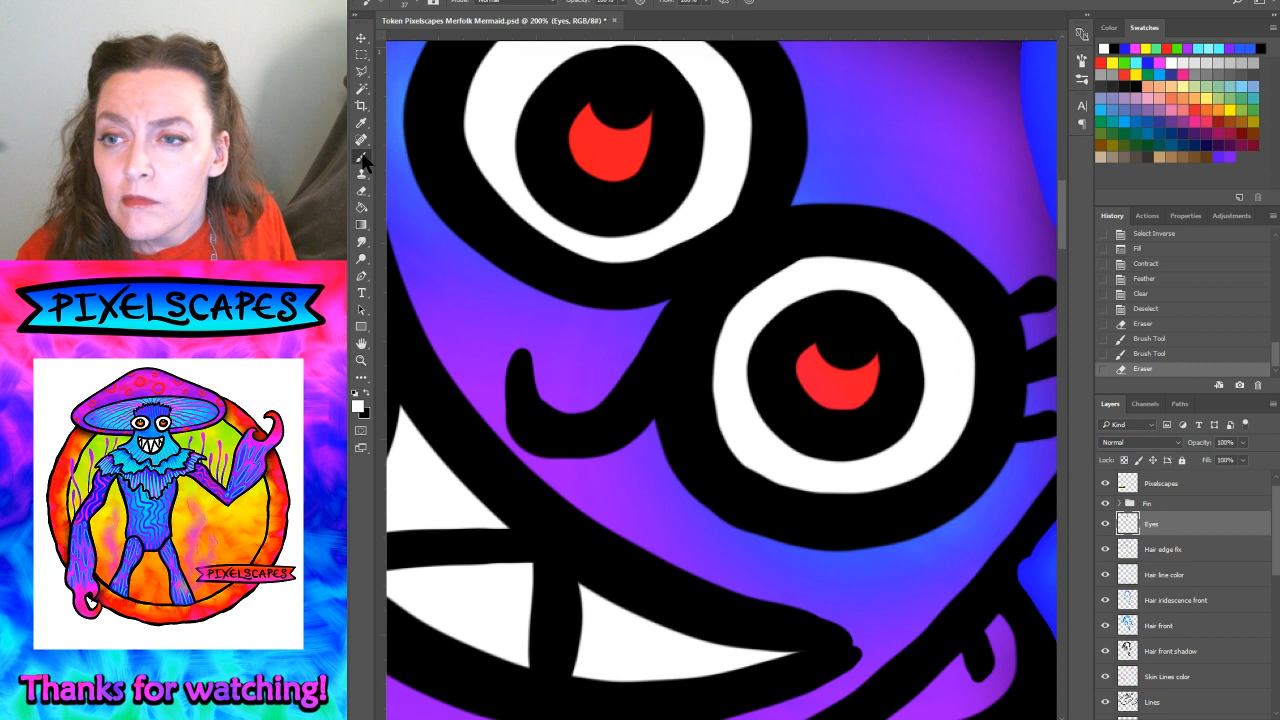 Token Pixelscapes Merfolk Mermaid.psd @ 200% (Eyes, RGB/8#) *
PIXELSCAPES
PIXELSCAPES
Thanks for watching!
Color
Swatches
History
Actions
Properties
Adjustments
Select Inverse
Fill
Contract
Feather
Clear
Deselect
Eraser
Brush Tool
Brush Tool
Eraser
Layers
Channels
Paths
Kind
Normal
Opacity: 100%
Lock:
Fill: 100%
Pixelscapes
Fin
Eyes
Hair edge fix
Hair line color
Hair iridescence front
Hair front
Hair front shadow
Skin Lines color
Lines